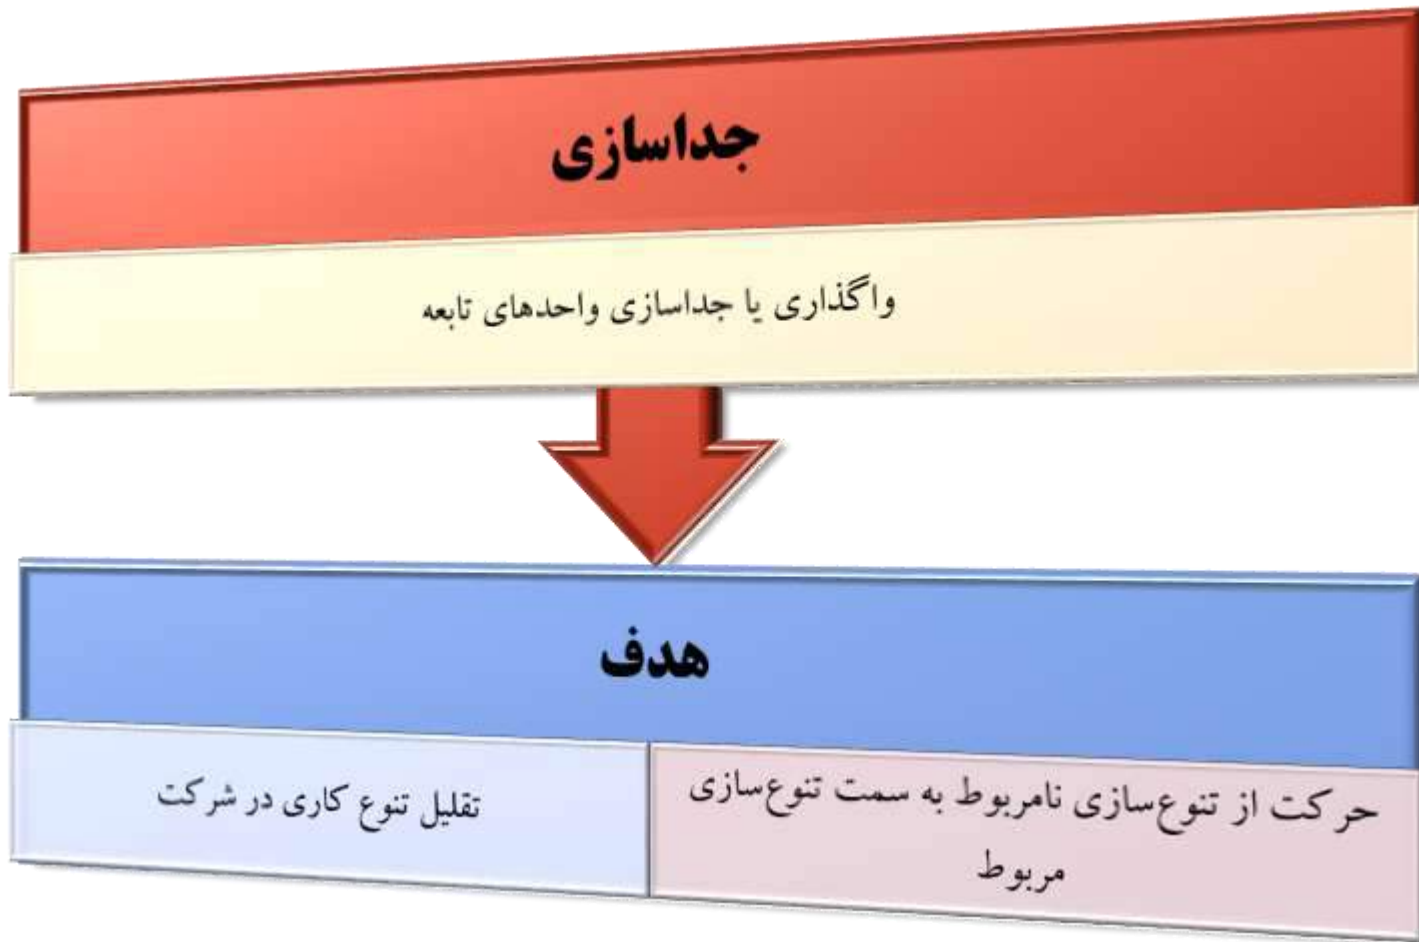 جداسازی
واگذاری یا جداسازی واحدهای تابعه
هدف
حرکت از تنوع‌سازی نامربوط به سمت تنوع‌سازی
مربوط
تقلیل تنوع کاری در شرکت